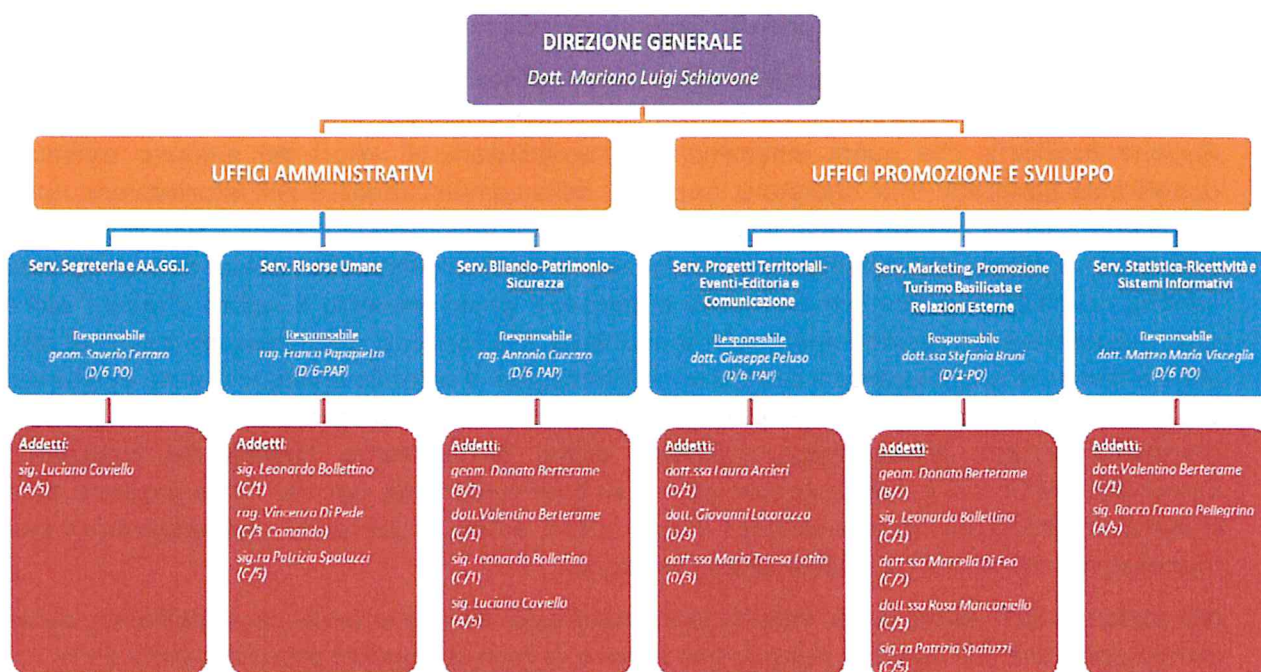 DIREZIONE GENERALE
Dott. Mariano Luigi Schiavone
UFFICI AMMINISTRATIVI
UFFICI PROMOZIONE E SVILUPPO
Serv. Segreteria e AA.GG.I.
Responsabile
geom. Saverio Ferraro
(D/6-PO)
Addetti:
sig. Luciano Coviello
(A/5)
Serv. Risorse Umane
Responsabile
rag. Franca Papapietro
(D/6-PAP)
Addetti:
sig. Leonardo Bollettino
(C/1)
rag. Vincenzo Di Pede
(C/3 Comando)
sig.ra Patrizia Spatuzzi
(C/5)
Serv. Bilancio-Patrimonio-
Sicurezza
Responsabile
rag. Antonio Cuccaro
(D/6-PAP)
Addetti:
geom. Donato Berterame
(B/7)
dott.Valentino Berterame
(C/1)
sig. Leonardo Bollettino
(C/1)
sig. Luciano Coviello
(A/5)
Serv. Progetti Territoriali-
Eventi-Editoria e
Comunicazione
Responsabile
dott. Giuseppe Peluso
(D/6-PAP)
Addetti:
dott.ssa Laura Arcieri
(D/1)
dott. Giovanni Lacorazza
(D/3)
dott.ssa Maria Teresa Lotito
(D/3)
Serv. Marketing, Promozione
Turismo Basilicata e
Relazioni Esterne
Responsabile
dott.ssa Stefania Bruni
(D/1-PO)
Addetti:
geom. Donato Berterame
(B/7)
sig. Leonardo Bollettino
(C/1)
dott.ssa Marcella Di Feo
(C/2)
dott.ssa Rosa Mancaniello
(C/1)
sig.ra Patrizia Spatuzzi
(C/5)
Serv. Statistica-Ricettività e
Sistemi Informativi
Responsabile
dott. Matteo Maria Visceglia
(D/6 PO)
Addetti:
dott.Valentino Berterame
(C/1)
sig. Rocco Franco Pellegrino
(A/5)